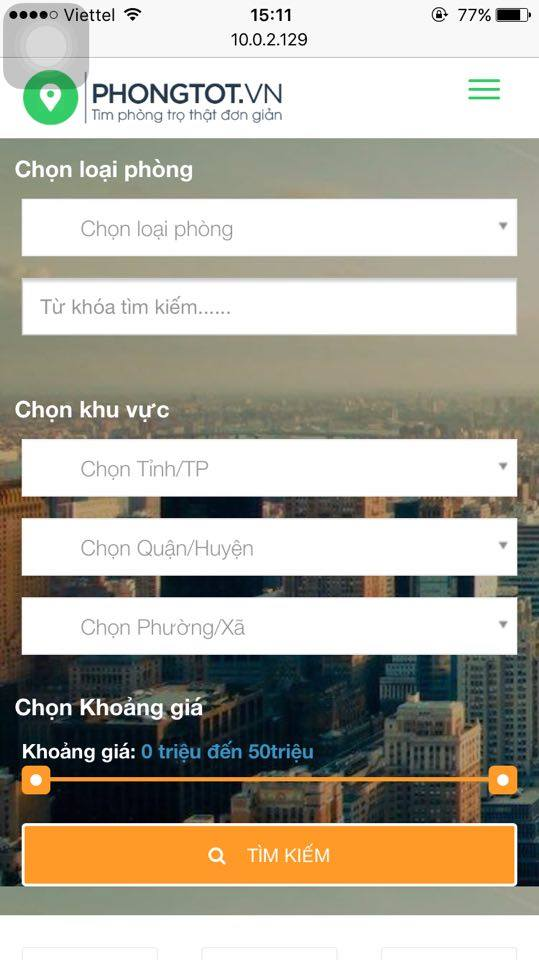 Viettel 15:11 77%
10.0.2.129
PHONGTOT.VN
Tìm phòng trọ thật đơn giản
Chọn loại phòng
Chọn loại phòng
Từ khóa tìm kiếm......
Chọn khu vực
Chọn Tỉnh/TP
Chọn Quận/Huyện
Chọn Phường/Xã
Chọn Khoảng giá
Khoảng giá: 0 triệu đến 50triệu
TÌM KIẾM